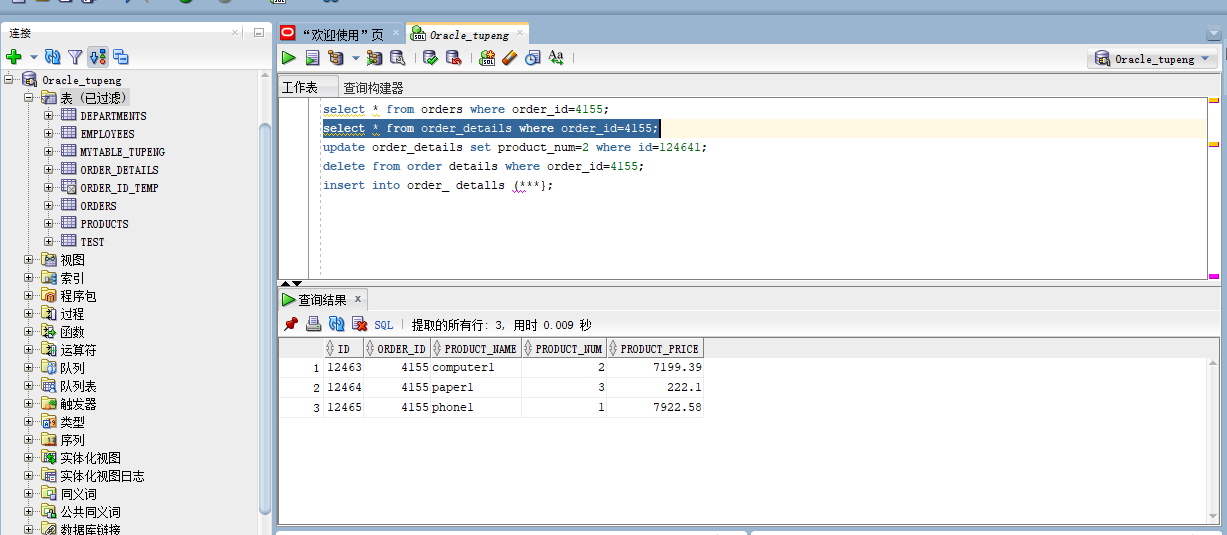 连接
“欢迎使用”页
Oracle_tupeng
Oracle_tupeng
工作表
查询构建器
Oracle_tupeng
表 (已过滤)
DEPARTMENTS
EMPLOYEES
MYTABLE_TUPENG
ORDER_DETAILS
ORDER_ID_TEMP
ORDERS
PRODUCTS
TEST
视图
索引
程序包
过程
函数
运算符
队列
队列表
触发器
类型
序列
实体化视图
实体化视图日志
同义词
公共同义词
数据库链接
select * from orders where order_id=4155;
select * from order_details where order_id=4155;
update order_details set product_num=2 where id=124641;
delete from order details where order_id=4155;
insert into order_ detalls (***};
查询结果
SQL | 提取的所有行: 3, 用时 0.009 秒
ID ORDER_ID PRODUCT_NAME PRODUCT_NUM PRODUCT_PRICE
1 12463 4155 computer1 2 7199.39
2 12464 4155 paper1 3 222.1
3 12465 4155 phone1 1 7922.58